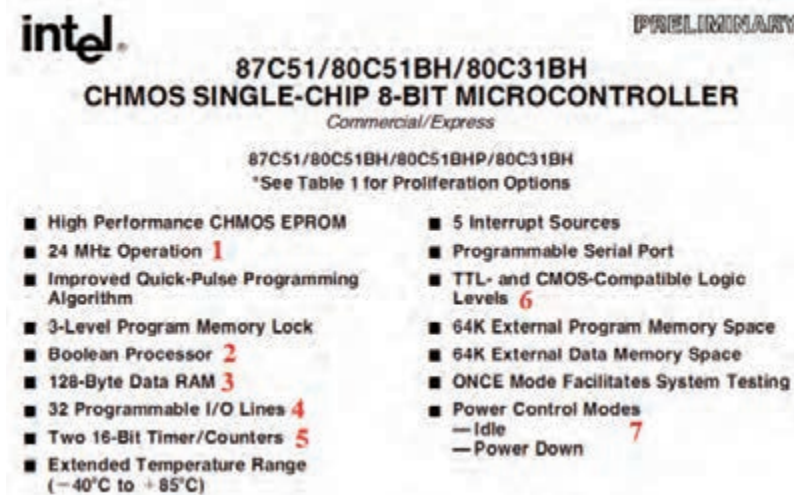 intel®
PRELIMINARY
87C51/80C51BH/80C31BH
CHMOS SINGLE-CHIP 8-BIT MICROCONTROLLER
Commercial/Express
87C51/80C51BH/80C51BHP/80C31BH
*See Table 1 for Proliferation Options
■ High Performance CHMOS EPROM
■ 24 MHz Operation 1
■ Improved Quick-Pulse Programming
Algorithm
■ 3-Level Program Memory Lock
■ Boolean Processor 2
■ 128-Byte Data RAM 3
■ 32 Programmable I/O Lines 4
■ Two 16-Bit Timer/Counters 5
■ Extended Temperature Range
(−40°C to +85°C)
■ 5 Interrupt Sources
■ Programmable Serial Port
■ TTL- and CMOS-Compatible Logic
Levels 6
■ 64K External Program Memory Space
■ 64K External Data Memory Space
■ ONCE Mode Facilitates System Testing
■ Power Control Modes
— Idle 7
— Power Down